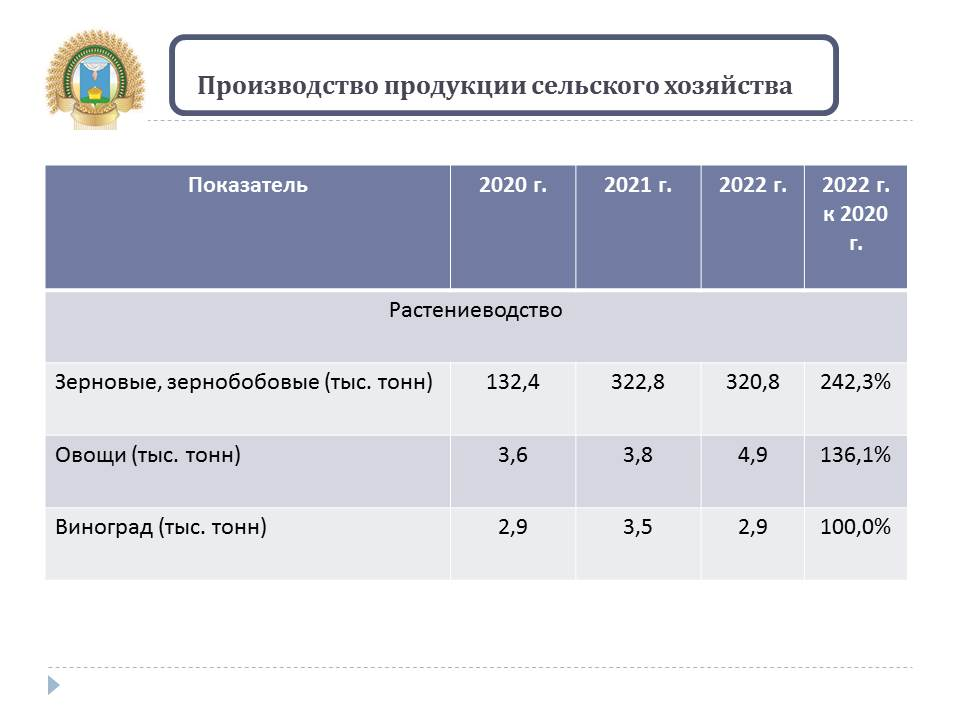 Производство продукции сельского хозяйства
Показатель 2020 г. 2021 г. 2022 г. 2022 г.
к 2020
г.
Растениеводство
Зерновые, зернобобовые (тыс. тонн) 132,4 322,8 320,8 242,3%
Овощи (тыс. тонн) 3,6 3,8 4,9 136,1%
Виноград (тыс. тонн) 2,9 3,5 2,9 100,0%